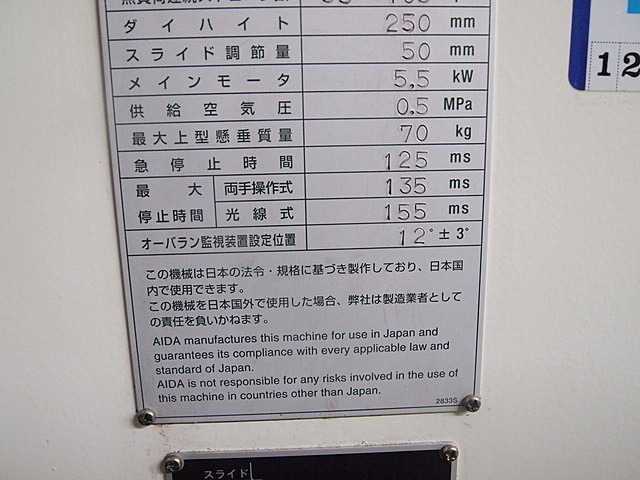 ダイハイト 250 mm
スライド調節量 50 mm
メインモータ 5,5 kW
供給空気圧 0,5 MPa
最大上型懸垂質量 70 kg
急停止時間 125 ms
最大停止時間 両手操作式 135 ms
光線式 155 ms
オーバラン監視装置設定位置 12°±3°
この機械は日本の法令・規格に基づき製作しており、日本国
内で使用できます。
この機械を日本国外で使用した場合、弊社は製造業者として
の責任を負いかねます。
AIDA manufactures this machine for use in Japan and
guarantees its compliance with every applicable law and
standard of Japan.
AIDA is not responsible for any risks involved in the use of
this machine in countries other than Japan.
2833S
スライド
12